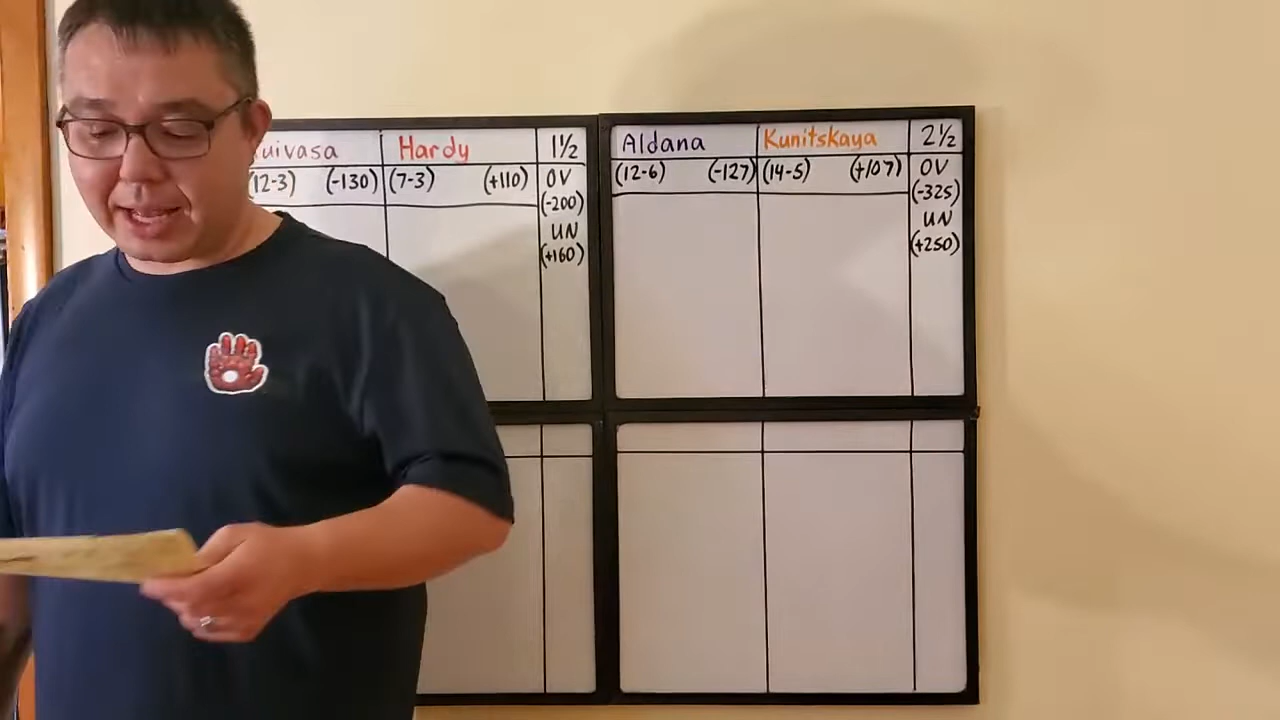 uivasa Hardy 1½
(12-3) (-130) (7-3) (+110) OV
(-200)
UN
(+160)
Aldana Kunitskaya 2½
(12-6) (-127) (14-5) (+107) OV
(-325)
UN
(+250)